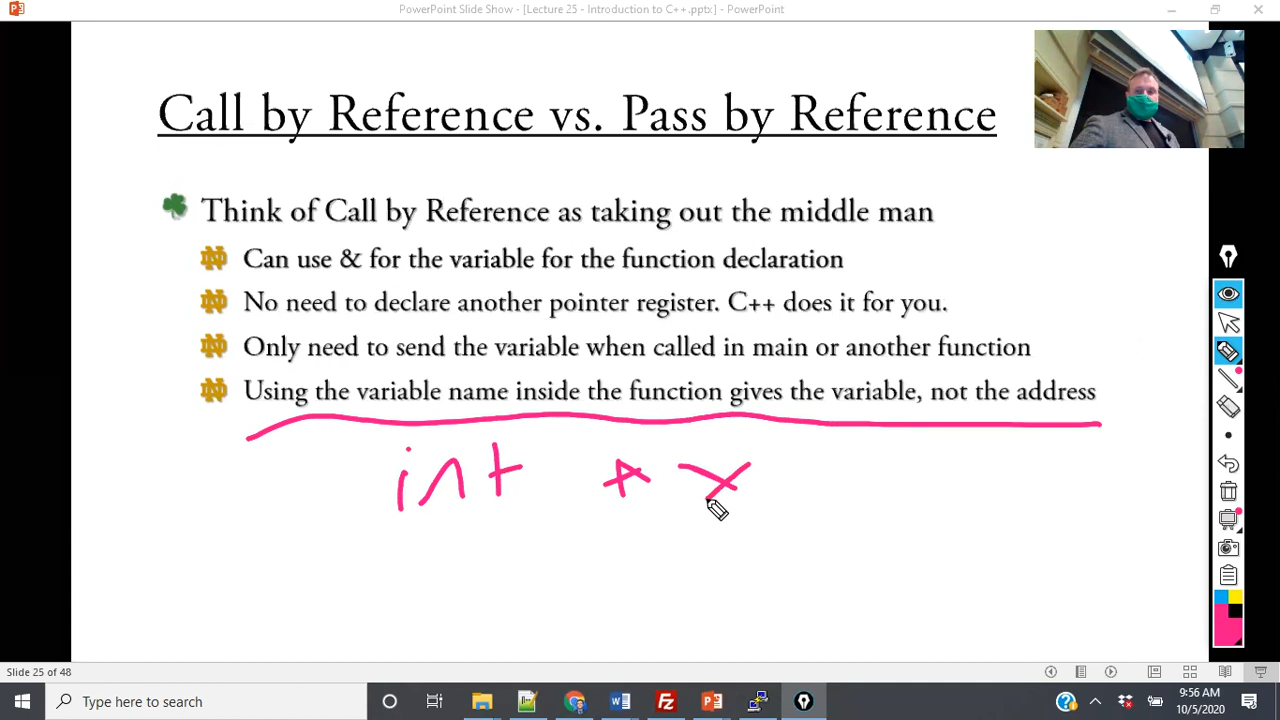 PowerPoint Slide Show - [Lecture 25 - Introduction to C++.pptx] - PowerPoint
Call by Reference vs. Pass by Reference
Think of Call by Reference as taking out the middle man
Can use & for the variable for the function declaration
No need to declare another pointer register. C++ does it for you.
Only need to send the variable when called in main or another function
Using the variable name inside the function gives the variable, not the address
int * x
Slide 25 of 48
Type here to search
9:56 AM
10/5/2020